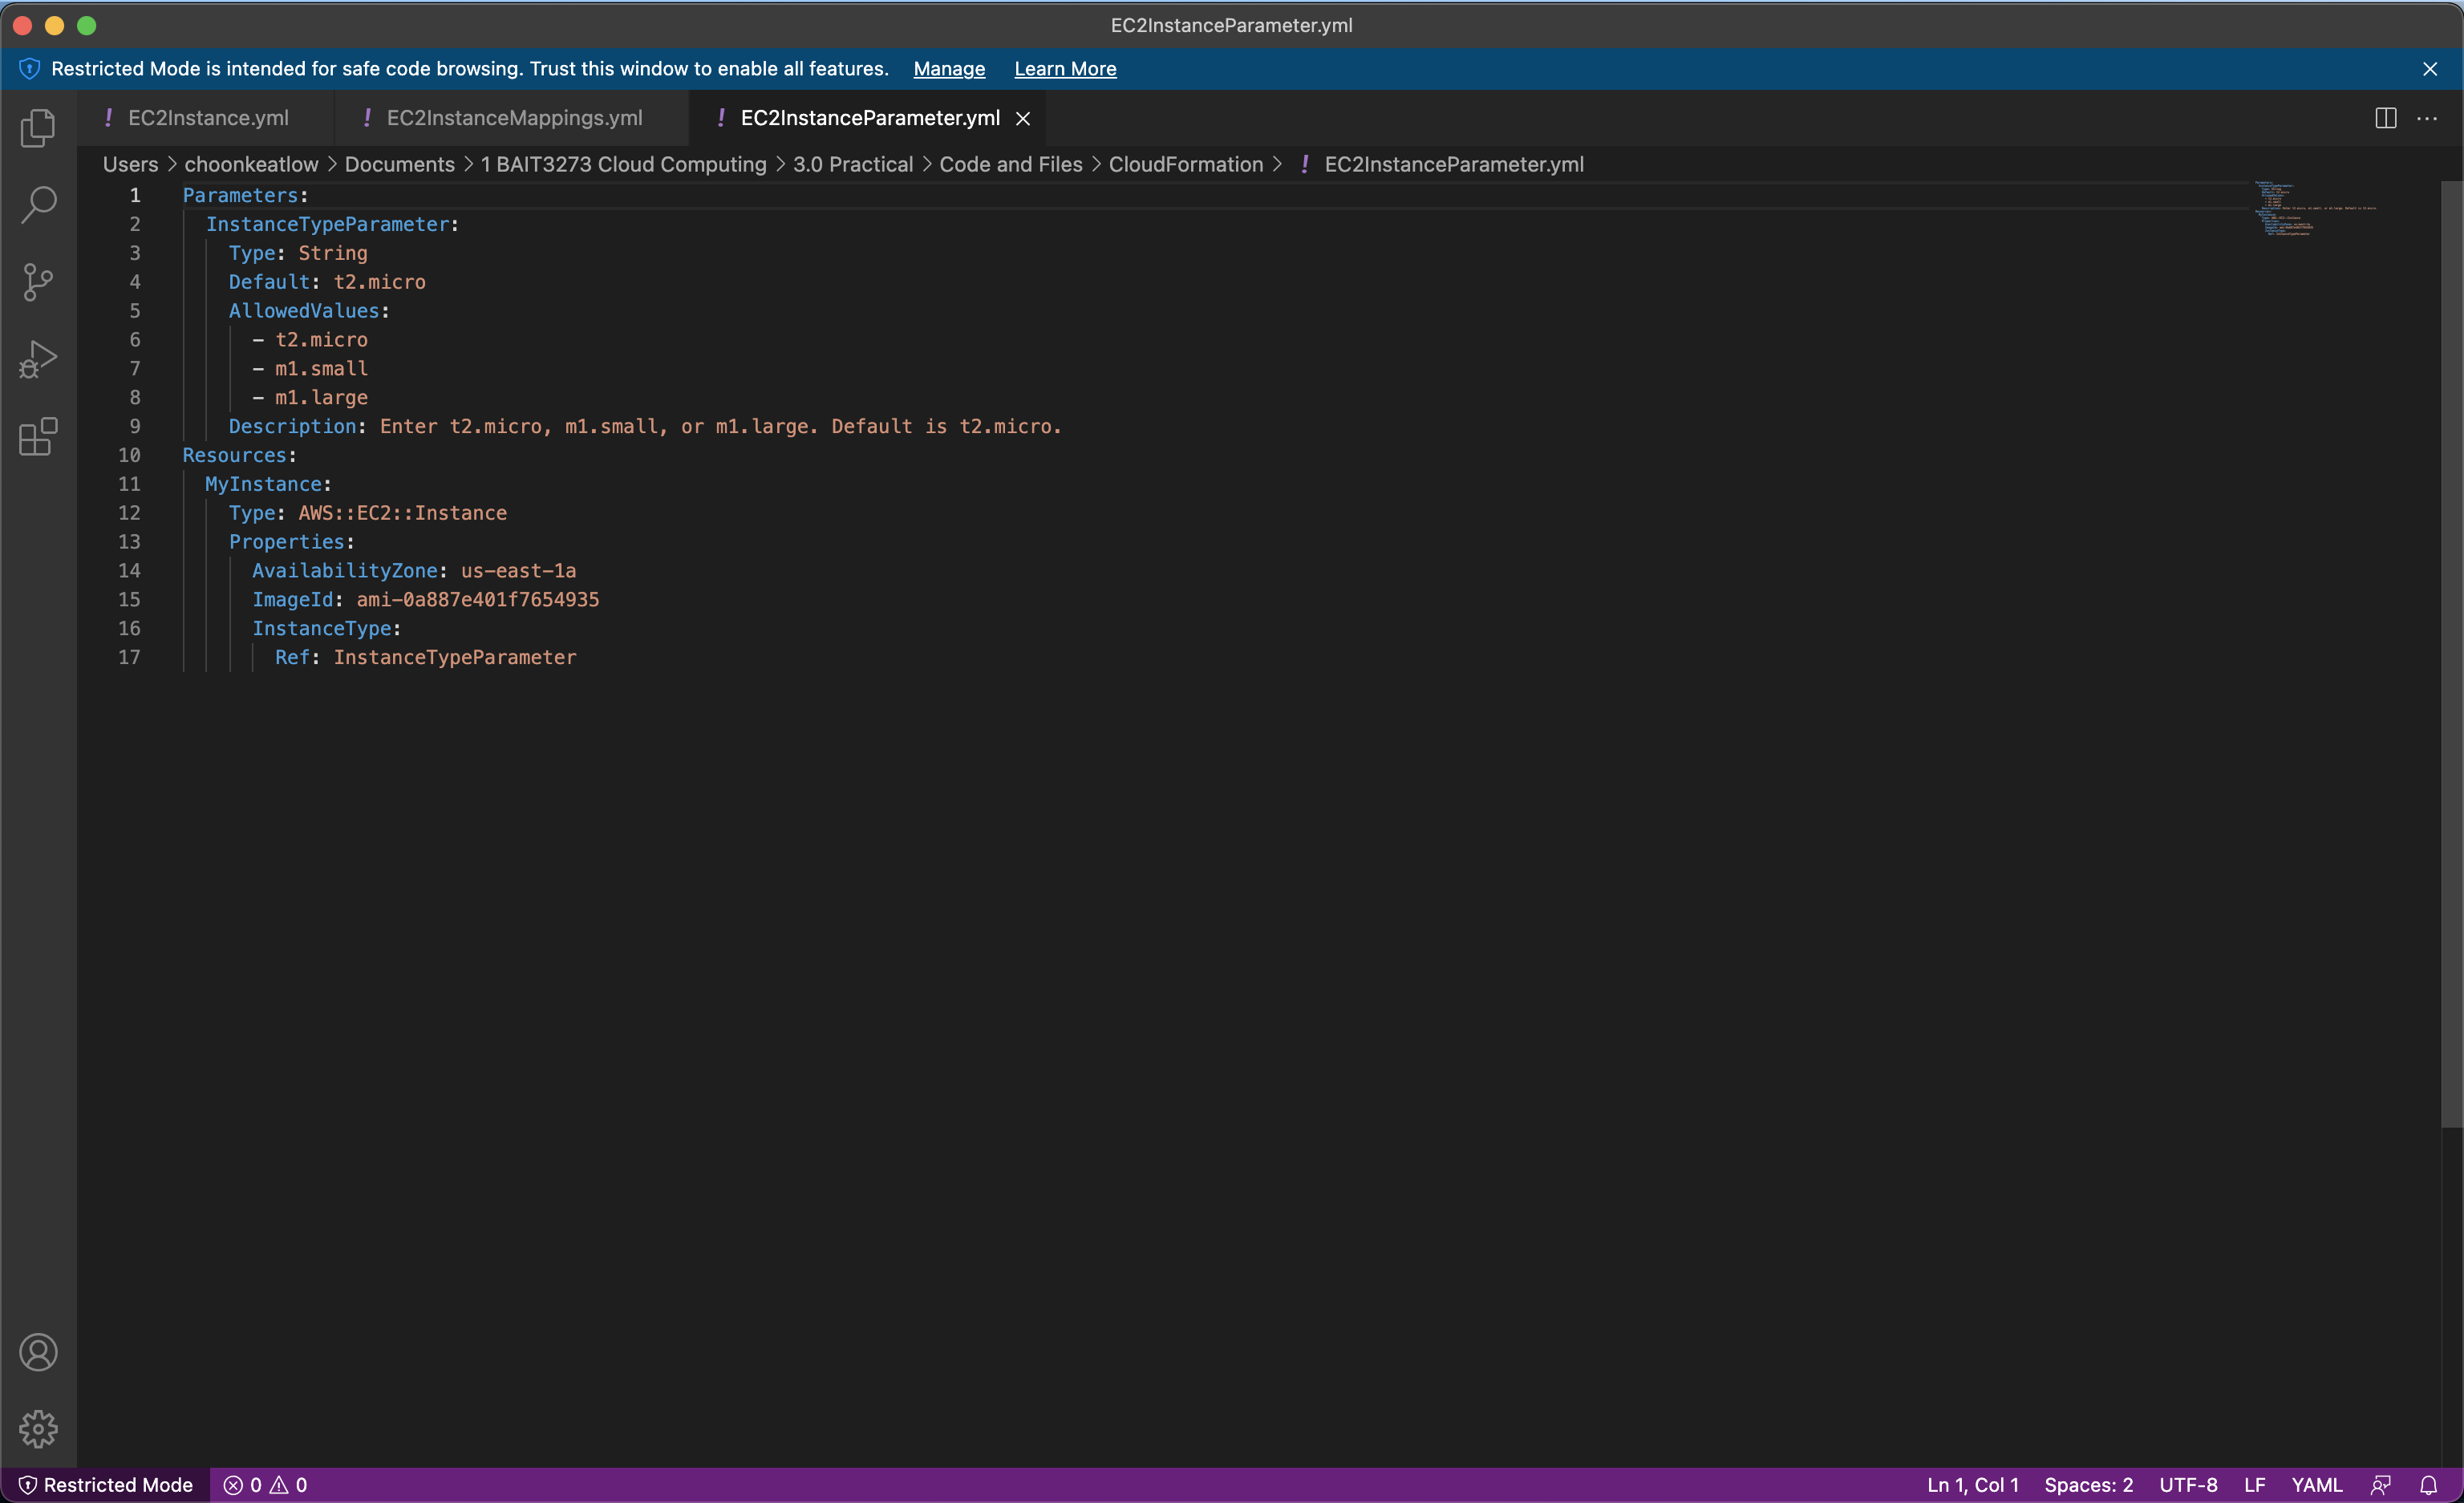 EC2InstanceParameter.yml
Restricted Mode is intended for safe code browsing. Trust this window to enable all features. Manage Learn More
! EC2Instance.yml ! EC2InstanceMappings.yml ! EC2InstanceParameter.yml
Users > choonkeatlow > Documents > 1 BAIT3273 Cloud Computing > 3.0 Practical > Code and Files > CloudFormation > ! EC2InstanceParameter.yml
1 Parameters:
2 InstanceTypeParameter:
3 Type: String
4 Default: t2.micro
5 AllowedValues:
6 - t2.micro
7 - m1.small
8 - m1.large
9 Description: Enter t2.micro, m1.small, or m1.large. Default is t2.micro.
10 Resources:
11 MyInstance:
12 Type: AWS::EC2::Instance
13 Properties:
14 AvailabilityZone: us-east-1a
15 ImageId: ami-0a887e401f7654935
16 InstanceType:
17 Ref: InstanceTypeParameter
Restricted Mode 0 0 Ln 1, Col 1 Spaces: 2 UTF-8 LF YAML